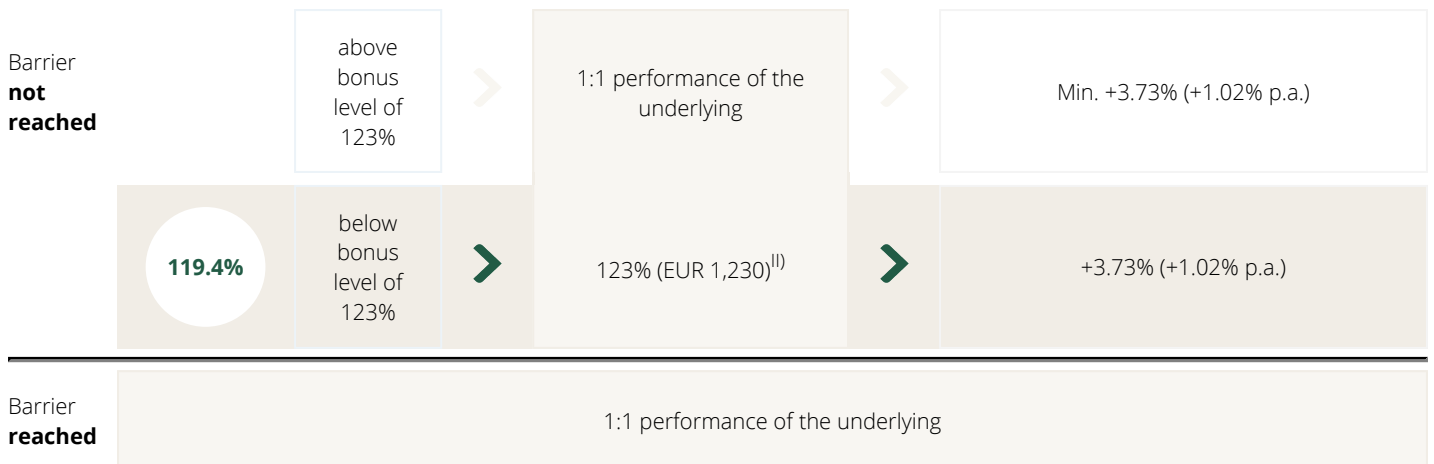 Barrier
not
reached
above
bonus
level of
123%
1:1 performance of the
underlying
Min. +3.73% (+1.02% p.a.)
119.4%
below
bonus
level of
123%
123% (EUR 1,230)II)
+3.73% (+1.02% p.a.)
Barrier
reached
1:1 performance of the underlying